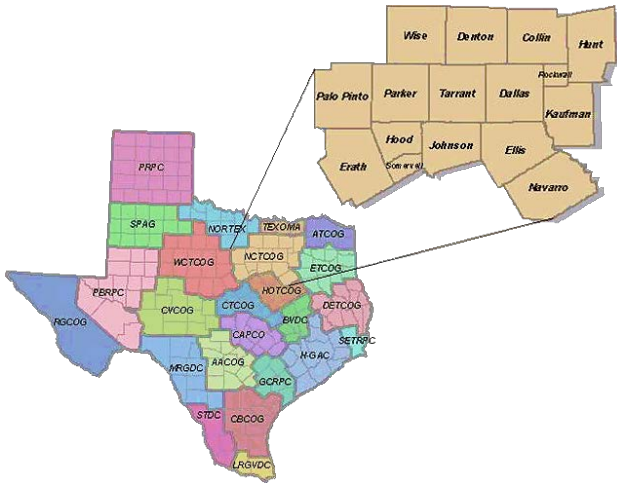 Wise
Denton
Collin
Hunt
Rockwall
Palo Pinto
Parker
Tarrant
Dallas
Kaufman
Hood
Johnson
Ellis
Erath
Somervell
Navarro
PRPC
SPAG
NORTEX
TEXOMA
ATCOG
WCTCOG
NCTCOG
ETCOG
PBRPC
HOTCOG
RGCOG
CVCOG
CTCOG
BVDC
DETCOG
CAPCO
SETRPC
H-GAC
MRGDC
AACOG
GCRPC
STDC
CBCOG
LRGVDC